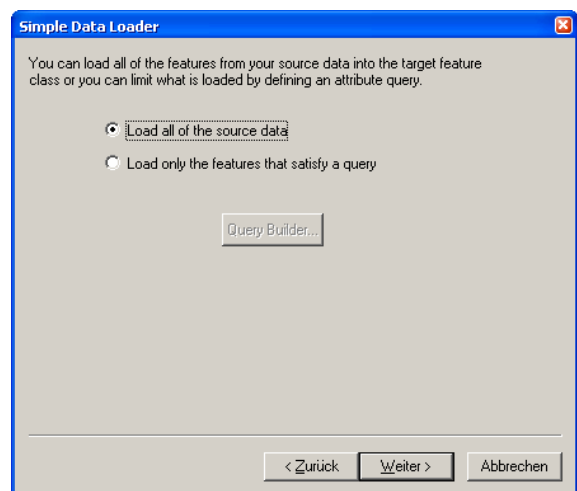 Simple Data Loader
You can load all of the features from your source data into the target feature
class or you can limit what is loaded by defining an attribute query.
Load all of the source data
Load only the features that satisfy a query
Query Builder...
< Zurück
Weiter >
Abbrechen